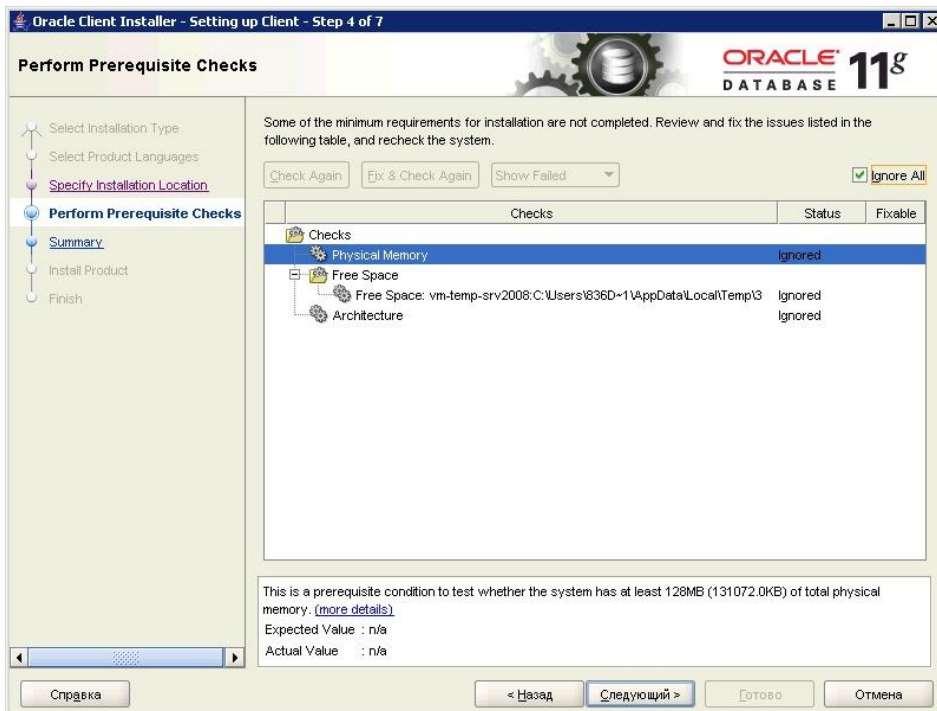 Oracle Client Installer - Setting up Client - Step 4 of 7
Perform Prerequisite Checks
ORACLE
DATABASE
11g
Select Installation Type
Select Product Languages
Specify Installation Location
Perform Prerequisite Checks
Summary
Install Product
Finish
Some of the minimum requirements for installation are not completed. Review and fix the issues listed in the
following table, and recheck the system.
Check Again
Fix & Check Again
Show Failed
Ignore All
Checks Status Fixable
Checks
Physical Memory Ignored
Free Space
Free Space: vm-temp-srv2008:C:\Users\836D~1\AppData\Local\Temp\3 Ignored
Architecture Ignored
This is a prerequisite condition to test whether the system has at least 128MB (131072.0KB) of total physical
memory. (more details)
Expected Value : n/a
Actual Value : n/a
Справка
< Назад
Следующий >
Готово
Отмена